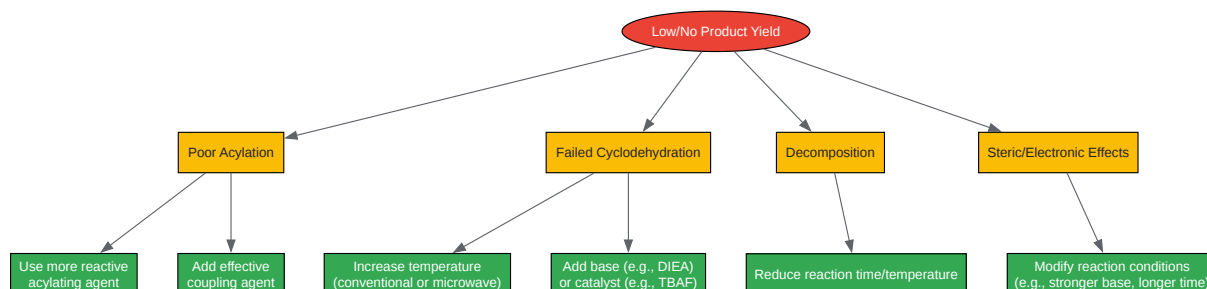 Low/No Product Yield
Poor Acylation
Failed Cyclodehydration
Decomposition
Steric/Electronic Effects
Use more reactive
acylating agent
Add effective
coupling agent
Increase temperature
(conventional or microwave)
Add base (e.g., DIEA)
or catalyst (e.g., TBAF)
Reduce reaction time/temperature
Modify reaction conditions
(e.g., stronger base, longer time)